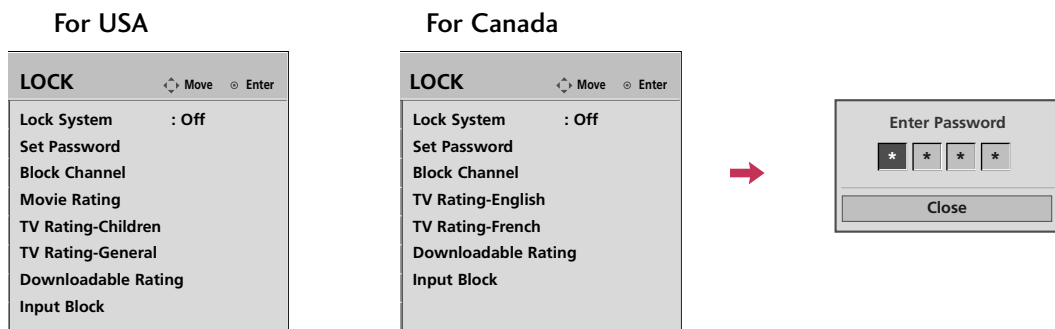 For USA
LOCK Move Enter
Lock System : Off
Set Password
Block Channel
Movie Rating
TV Rating-Children
TV Rating-General
Downloadable Rating
Input Block
For Canada
LOCK Move Enter
Lock System : Off
Set Password
Block Channel
TV Rating-English
TV Rating-French
Downloadable Rating
Input Block
Enter Password
* * * *
Close